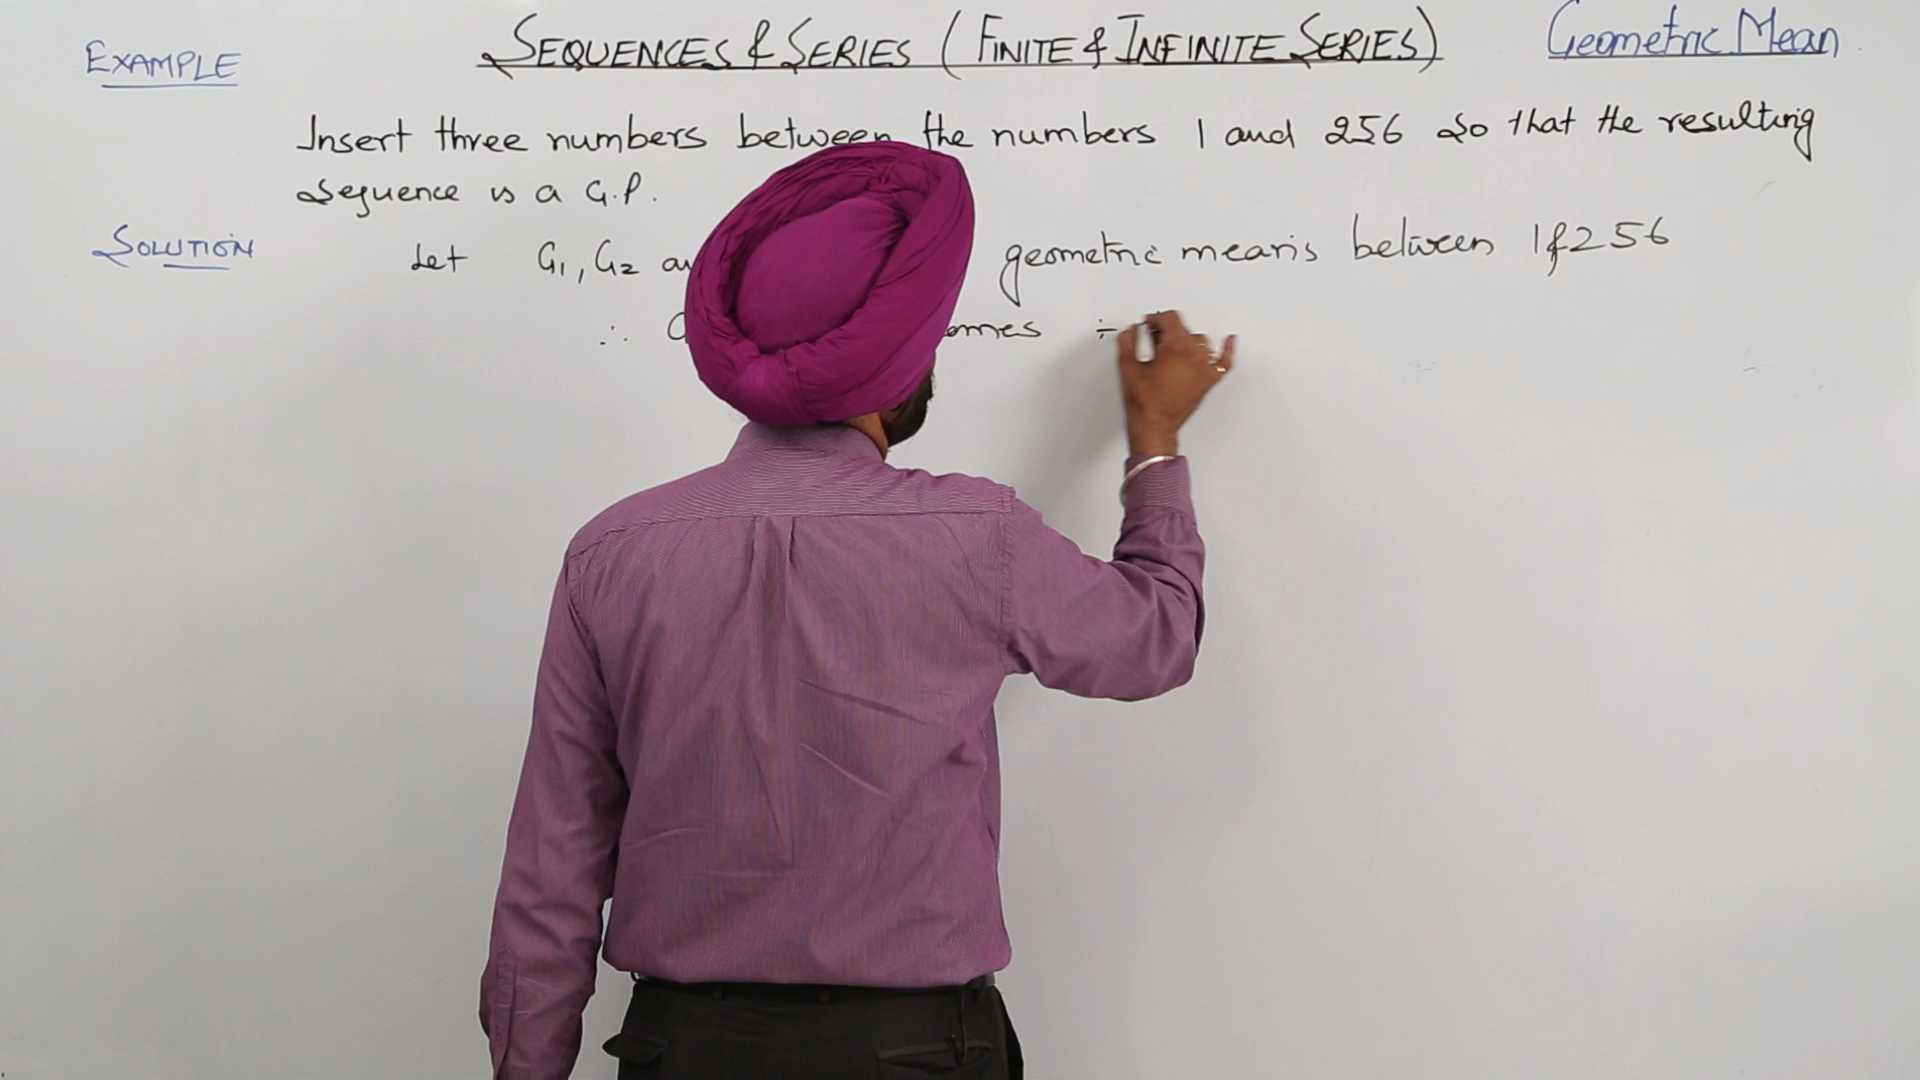 EXAMPLE
SEQUENCES & SERIES (FINITE & INFINITE SERIES)
Geometric Mean
Insert three numbers between the numbers 1 and 256 so that the resulting
sequence is a G.P.
SOLUTION
Let G1, G2 geometric means between 1 & 256
∴